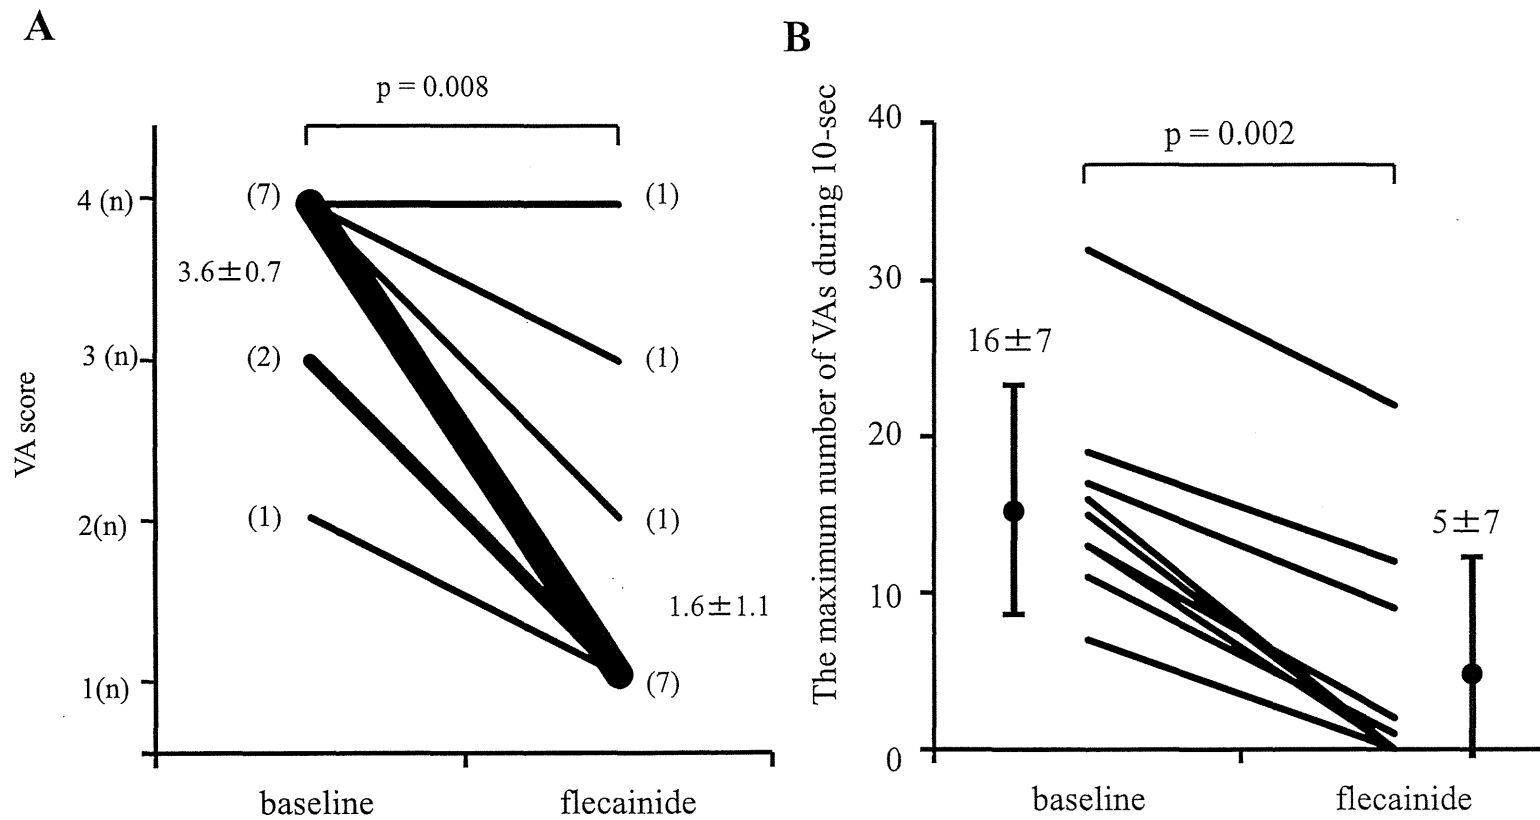 A
p = 0.008
4 (n)
(7)
(1)
3.6±0.7
3 (n)
(2)
(1)
VA score
2(n)
(1)
(1)
1.6±1.1
1(n)
(7)
baseline
flecainide
B
The maximum number of VAs during 10-sec
40
p = 0.002
30
16±7
20
5±7
10
0
baseline
flecainide